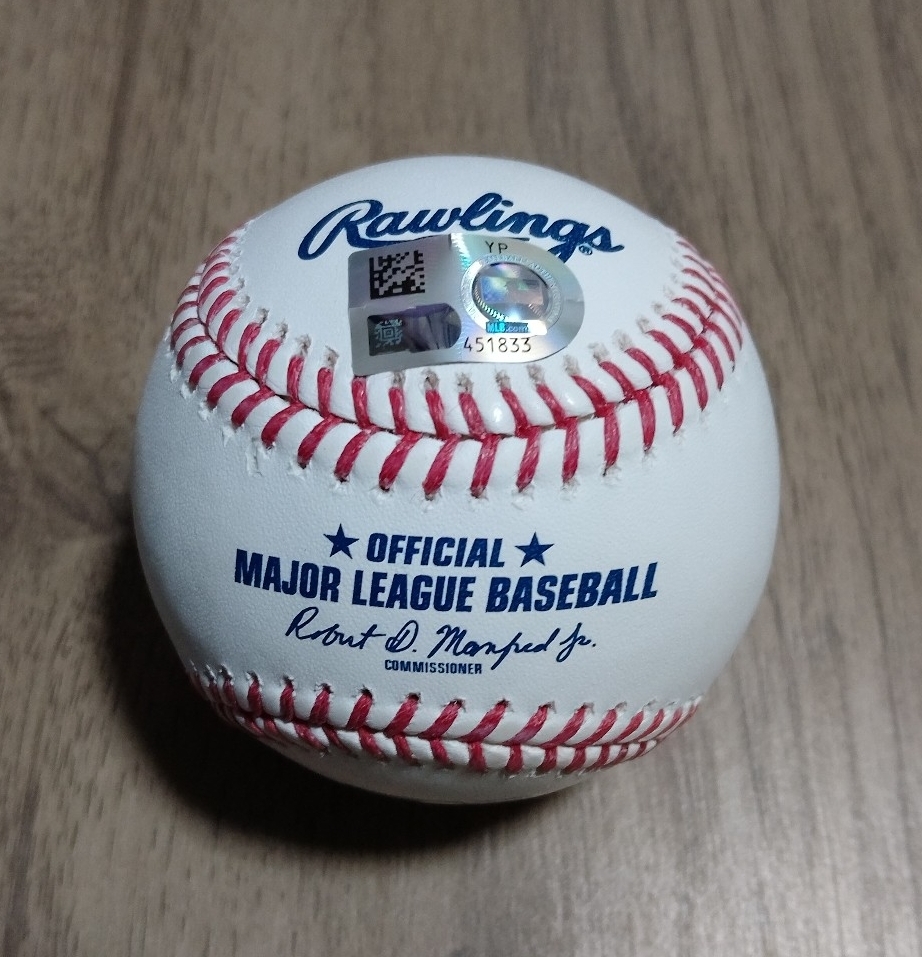 Rawlings®
YP
MLB.com
451833
★ OFFICIAL ★
MAJOR LEAGUE BASEBALL
Robert D. Manfred Jr.
COMMISSIONER